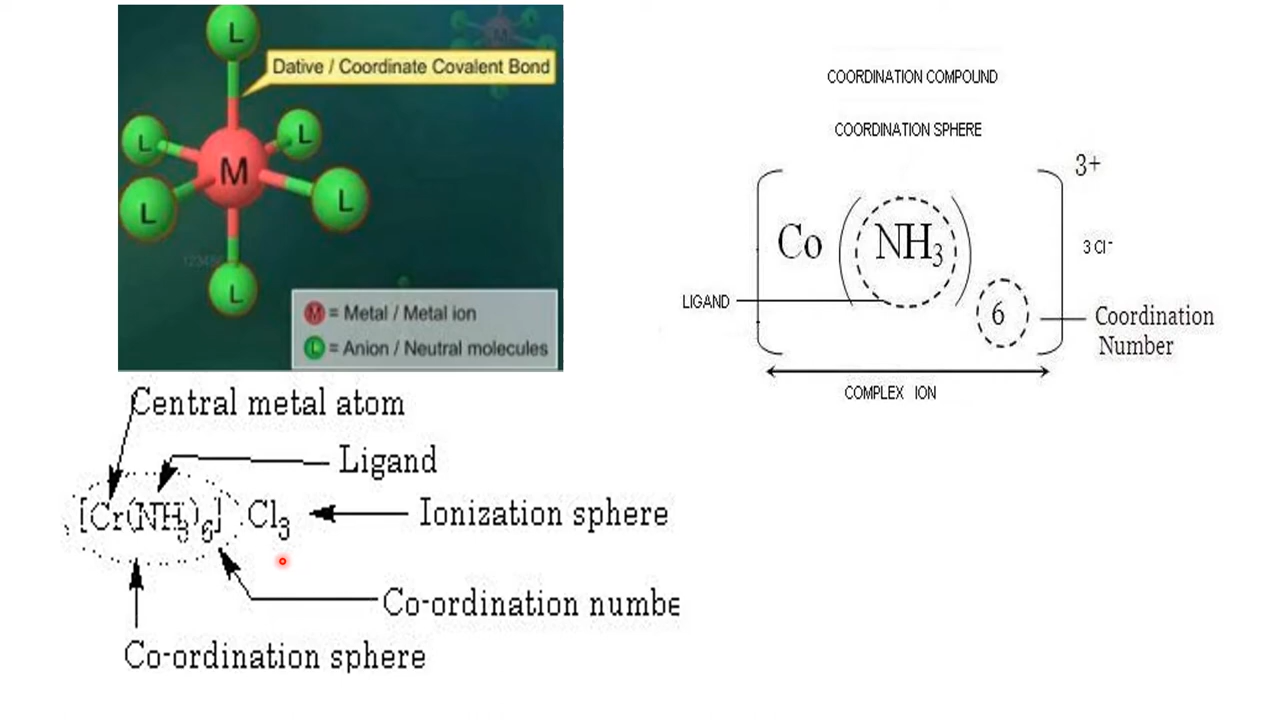 L
Dative / Coordinate Covalent Bond
L
L
M
L
L
L
M = Metal / Metal ion
L = Anion / Neutral molecules
COORDINATION COMPOUND
COORDINATION SPHERE
3+
Co (NH3)
3 Cl-
LIGAND
6
Coordination
Number
COMPLEX ION
Central metal atom
Ligand
[Cr(NH3)6] Cl3
Ionization sphere
Co-ordination numbe
Co-ordination sphere